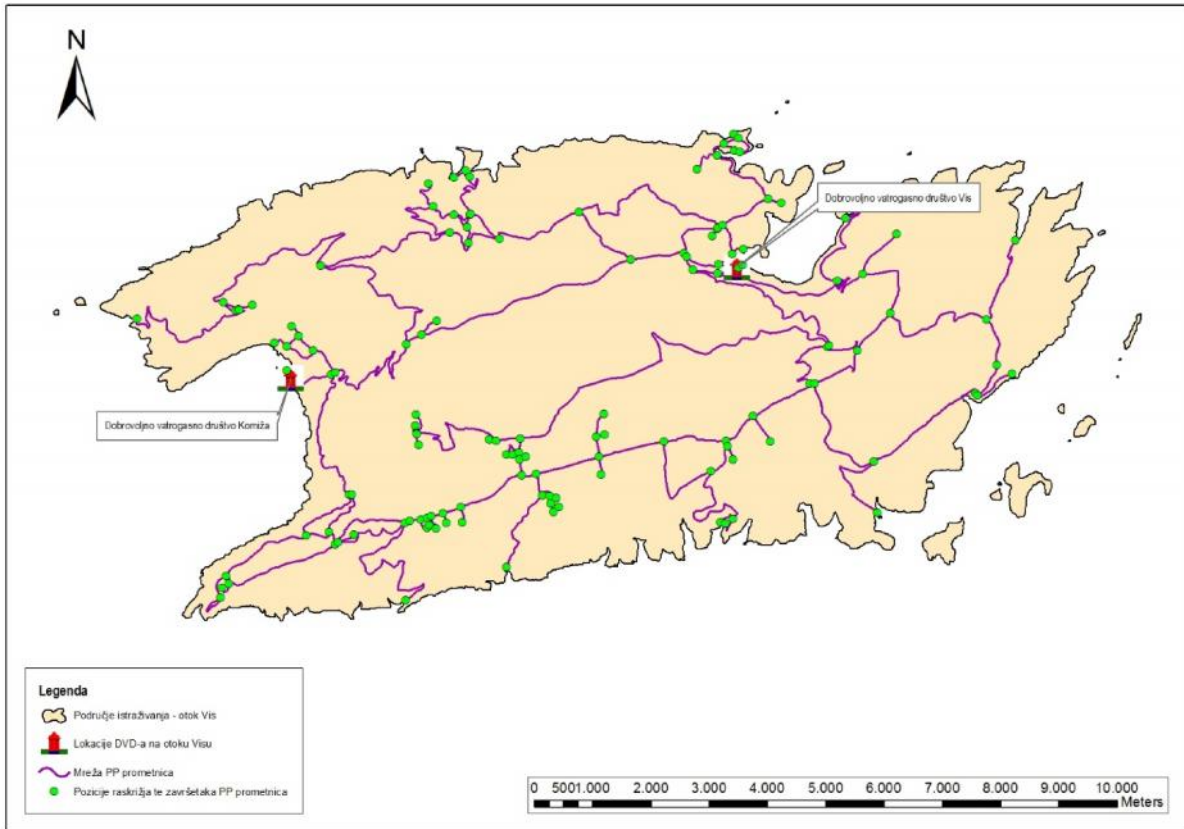 N
Dobrovoljno vatrogasno društvo Vis
Dobrovoljno vatrogasno društvo Komiža
Legenda
Područje istraživanja - otok Vis
Lokacije DVD-a na otoku Visu
Mreža PP prometnica
Pozicije raskrižja te završetaka PP prometnica
0 500 1.000 2.000 3.000 4.000 5.000 6.000 7.000 8.000 9.000 10.000
Meters